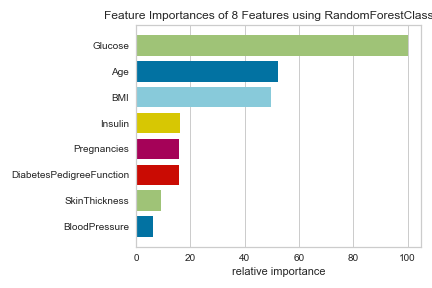 Feature Importances of 8 Features using RandomForestClass
Glucose
Age
BMI
Insulin
Pregnancies
DiabetesPedigreeFunction
SkinThickness
BloodPressure
0 20 40 60 80 100
relative importance